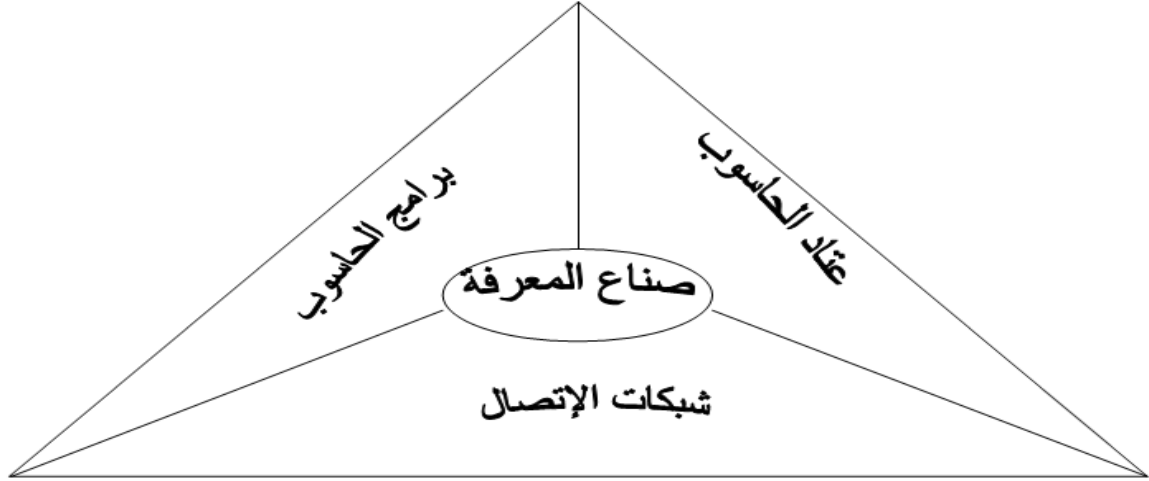 عتاد الحاسوب
برامج الحاسوب
صناع المعرفة
شبكات الإتصال